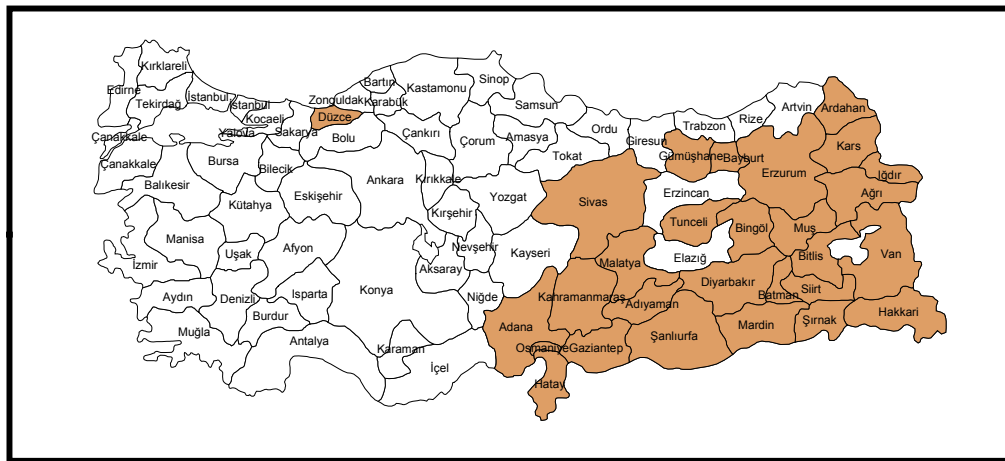 Kırklareli
Edirne
Tekirdağ
İstanbul
İstanbul
Kocaeli
Yalova
Sakarya
Çanakkale
Çanakkale
Zonguldak
Bartın
Karabük
Kastamonu
Sinop
Düzce
Bolu
Çankırı
Samsun
Ordu
Giresun
Trabzon
Rize
Artvin
Ardahan
Kars
Gümüşhane
Bayburt
Erzurum
Iğdır
Ağrı
Çorum
Amasya
Tokat
Bursa
Bilecik
Balıkesir
Kütahya
Eskişehir
Ankara
Kırıkkale
Yozgat
Sivas
Erzincan
Tunceli
Bingöl
Muş
Bitlis
Van
Kırşehir
Nevşehir
Kayseri
Malatya
Elazığ
Manisa
İzmir
Uşak
Afyon
Aksaray
Niğde
Konya
Aydın
Denizli
Isparta
Burdur
Muğla
Antalya
Karaman
İçel
Kahramanmaraş
Adıyaman
Diyarbakır
Batman
Siirt
Şırnak
Hakkari
Adana
Osmaniye
Gaziantep
Şanlıurfa
Mardin
Hatay